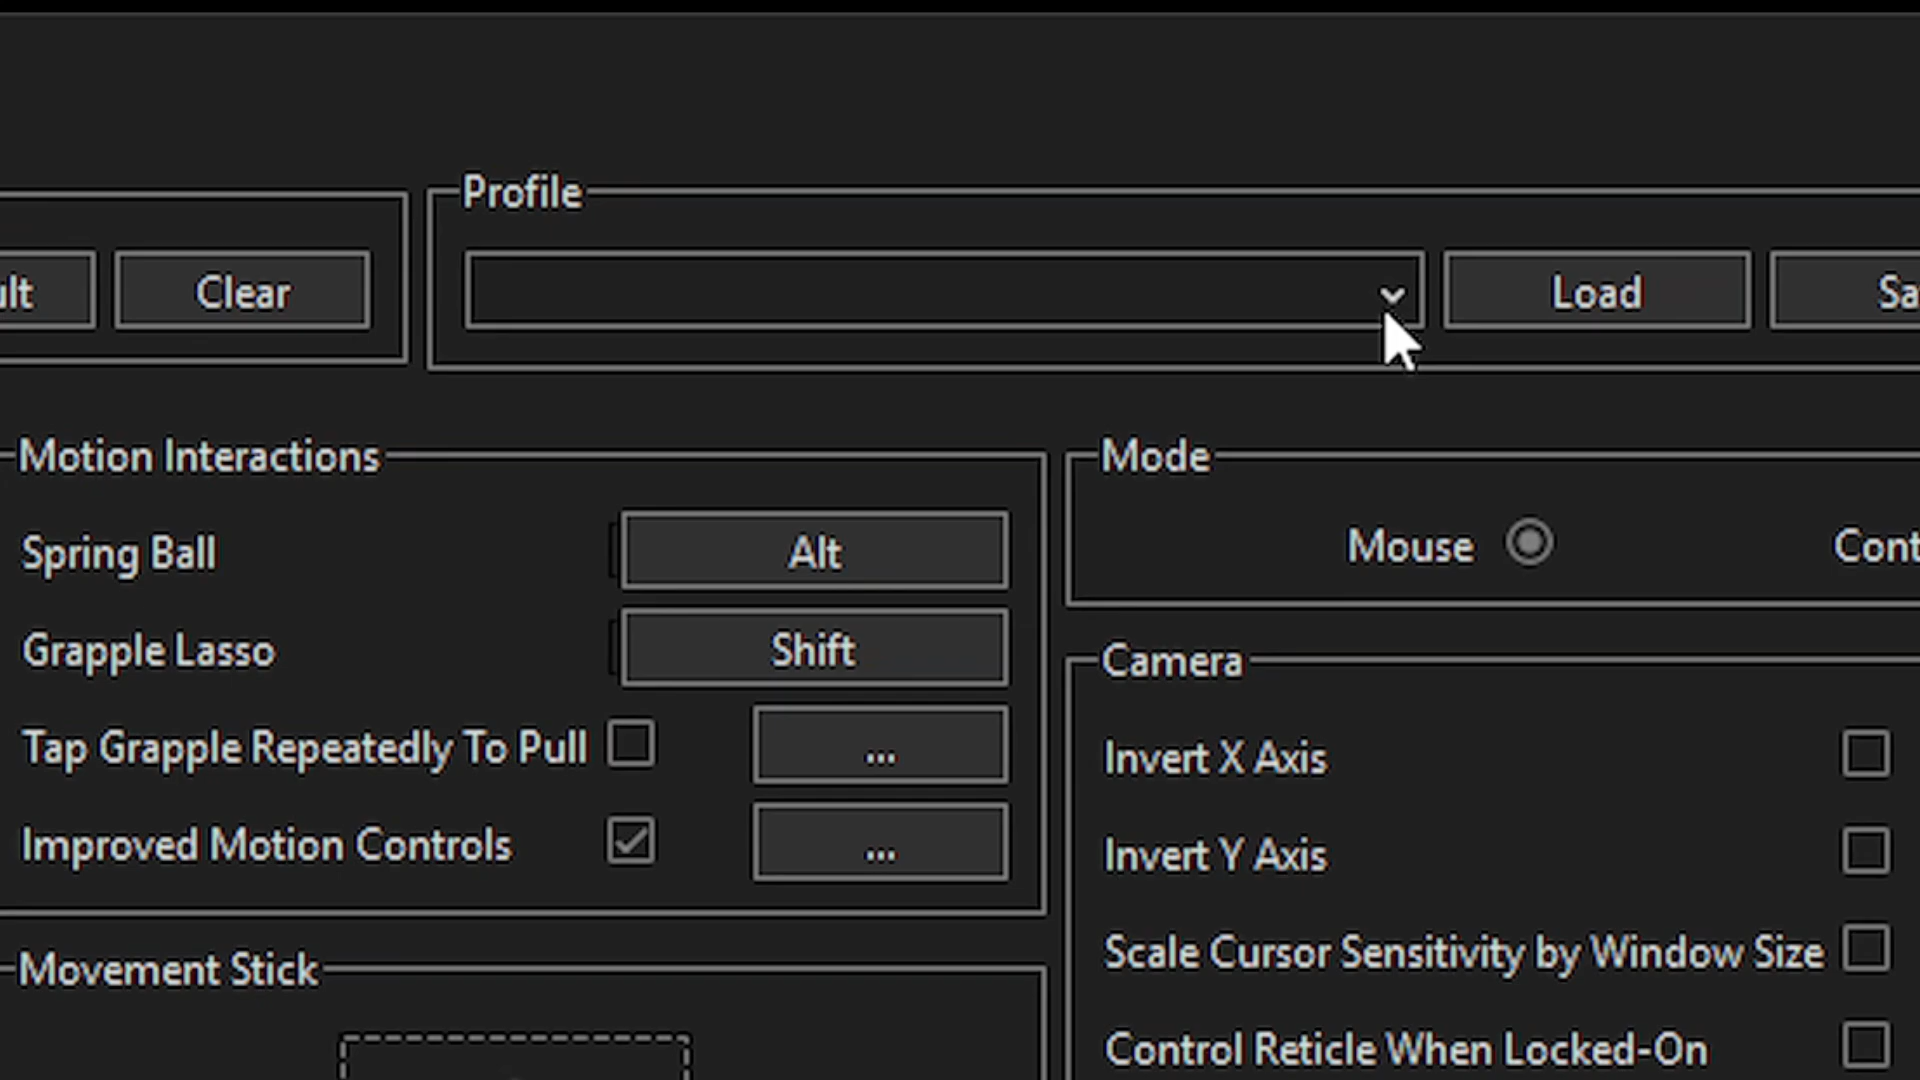 Profile
ult
Clear
Load
Sa
Motion Interactions
Mode
Spring Ball
Alt
Mouse
Cont
Grapple Lasso
Shift
Camera
Tap Grapple Repeatedly To Pull
...
Invert X Axis
Improved Motion Controls
...
Invert Y Axis
Scale Cursor Sensitivity by Window Size
Movement Stick
Control Reticle When Locked-On